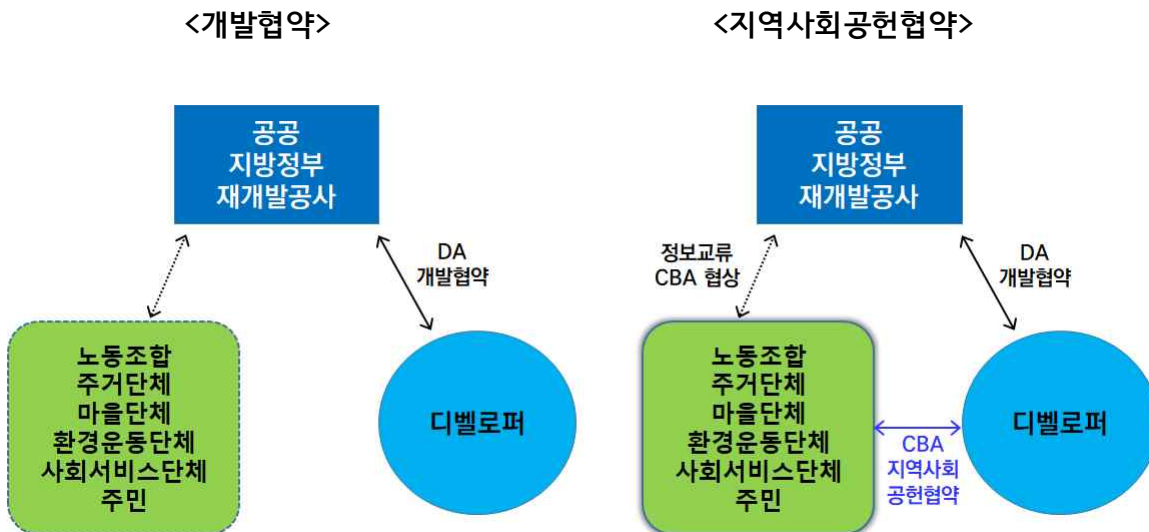 <개발협약>
공공
지방정부
재개발공사
DA
개발협약
노동조합
주거단체
마을단체
환경운동단체
사회서비스단체
주민
디벨로퍼
<지역사회공헌협약>
공공
지방정부
재개발공사
정보교류
CBA 협상
DA
개발협약
노동조합
주거단체
마을단체
환경운동단체
사회서비스단체
주민
CBA
지역사회
공헌협약
디벨로퍼